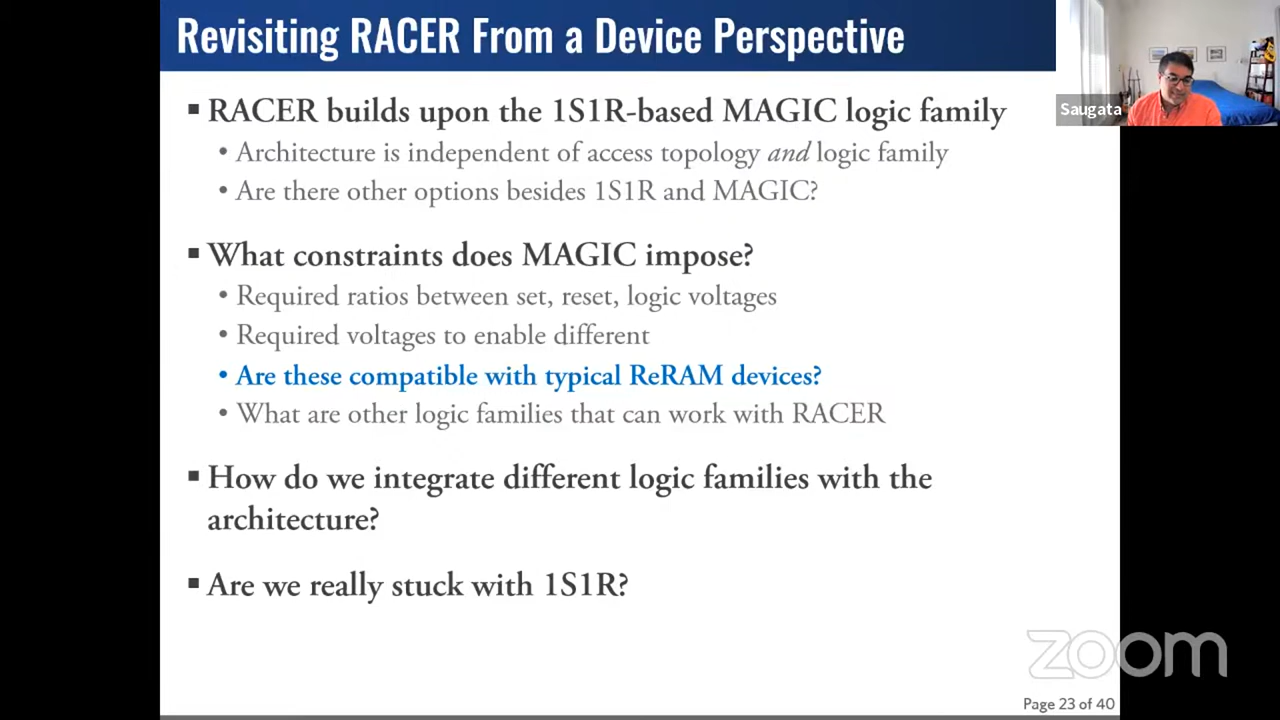 Revisiting RACER From a Device Perspective
Saugata
▪ RACER builds upon the 1S1R-based MAGIC logic family
• Architecture is independent of access topology and logic family
• Are there other options besides 1S1R and MAGIC?
▪ What constraints does MAGIC impose?
• Required ratios between set, reset, logic voltages
• Required voltages to enable different
• Are these compatible with typical ReRAM devices?
• What are other logic families that can work with RACER
▪ How do we integrate different logic families with the
architecture?
▪ Are we really stuck with 1S1R?
zoom
Page 23 of 40